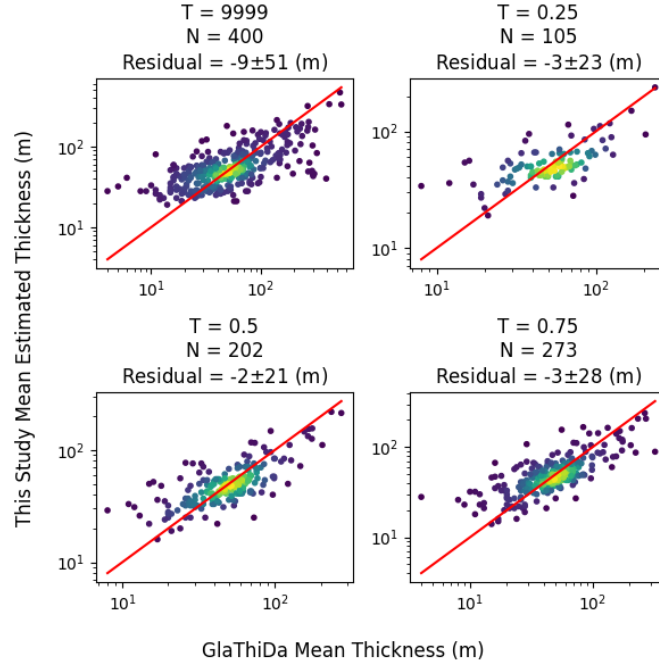 T = 9999
N = 400
Residual = -9±51 (m)
T = 0.25
N = 105
Residual = -3±23 (m)
10²
10¹
10¹
10²
10²
10¹
10¹
10²
T = 0.5
N = 202
Residual = -2±21 (m)
T = 0.75
N = 273
Residual = -3±28 (m)
10²
10¹
10¹
10²
10²
10¹
10¹
10²
This Study Mean Estimated Thickness (m)
GlaThiDa Mean Thickness (m)